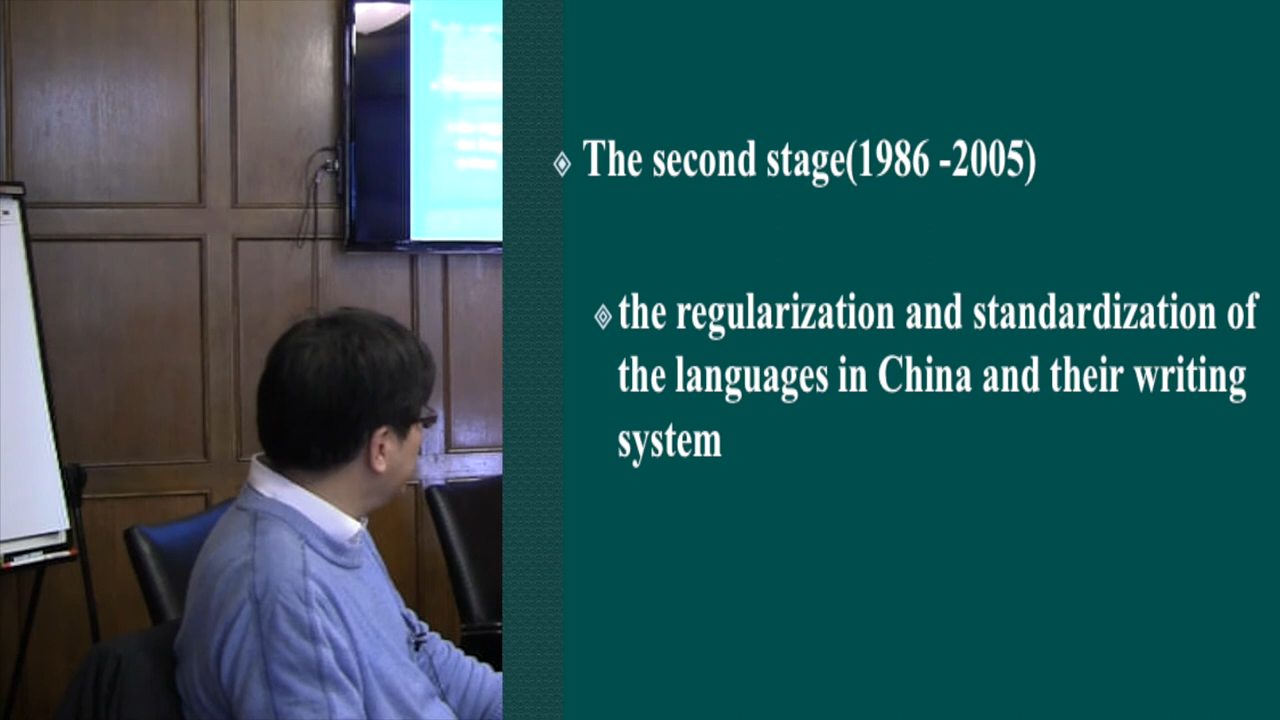 The second stage(1986 -2005)
the regularization and standardization of
the languages in China and their writing
system